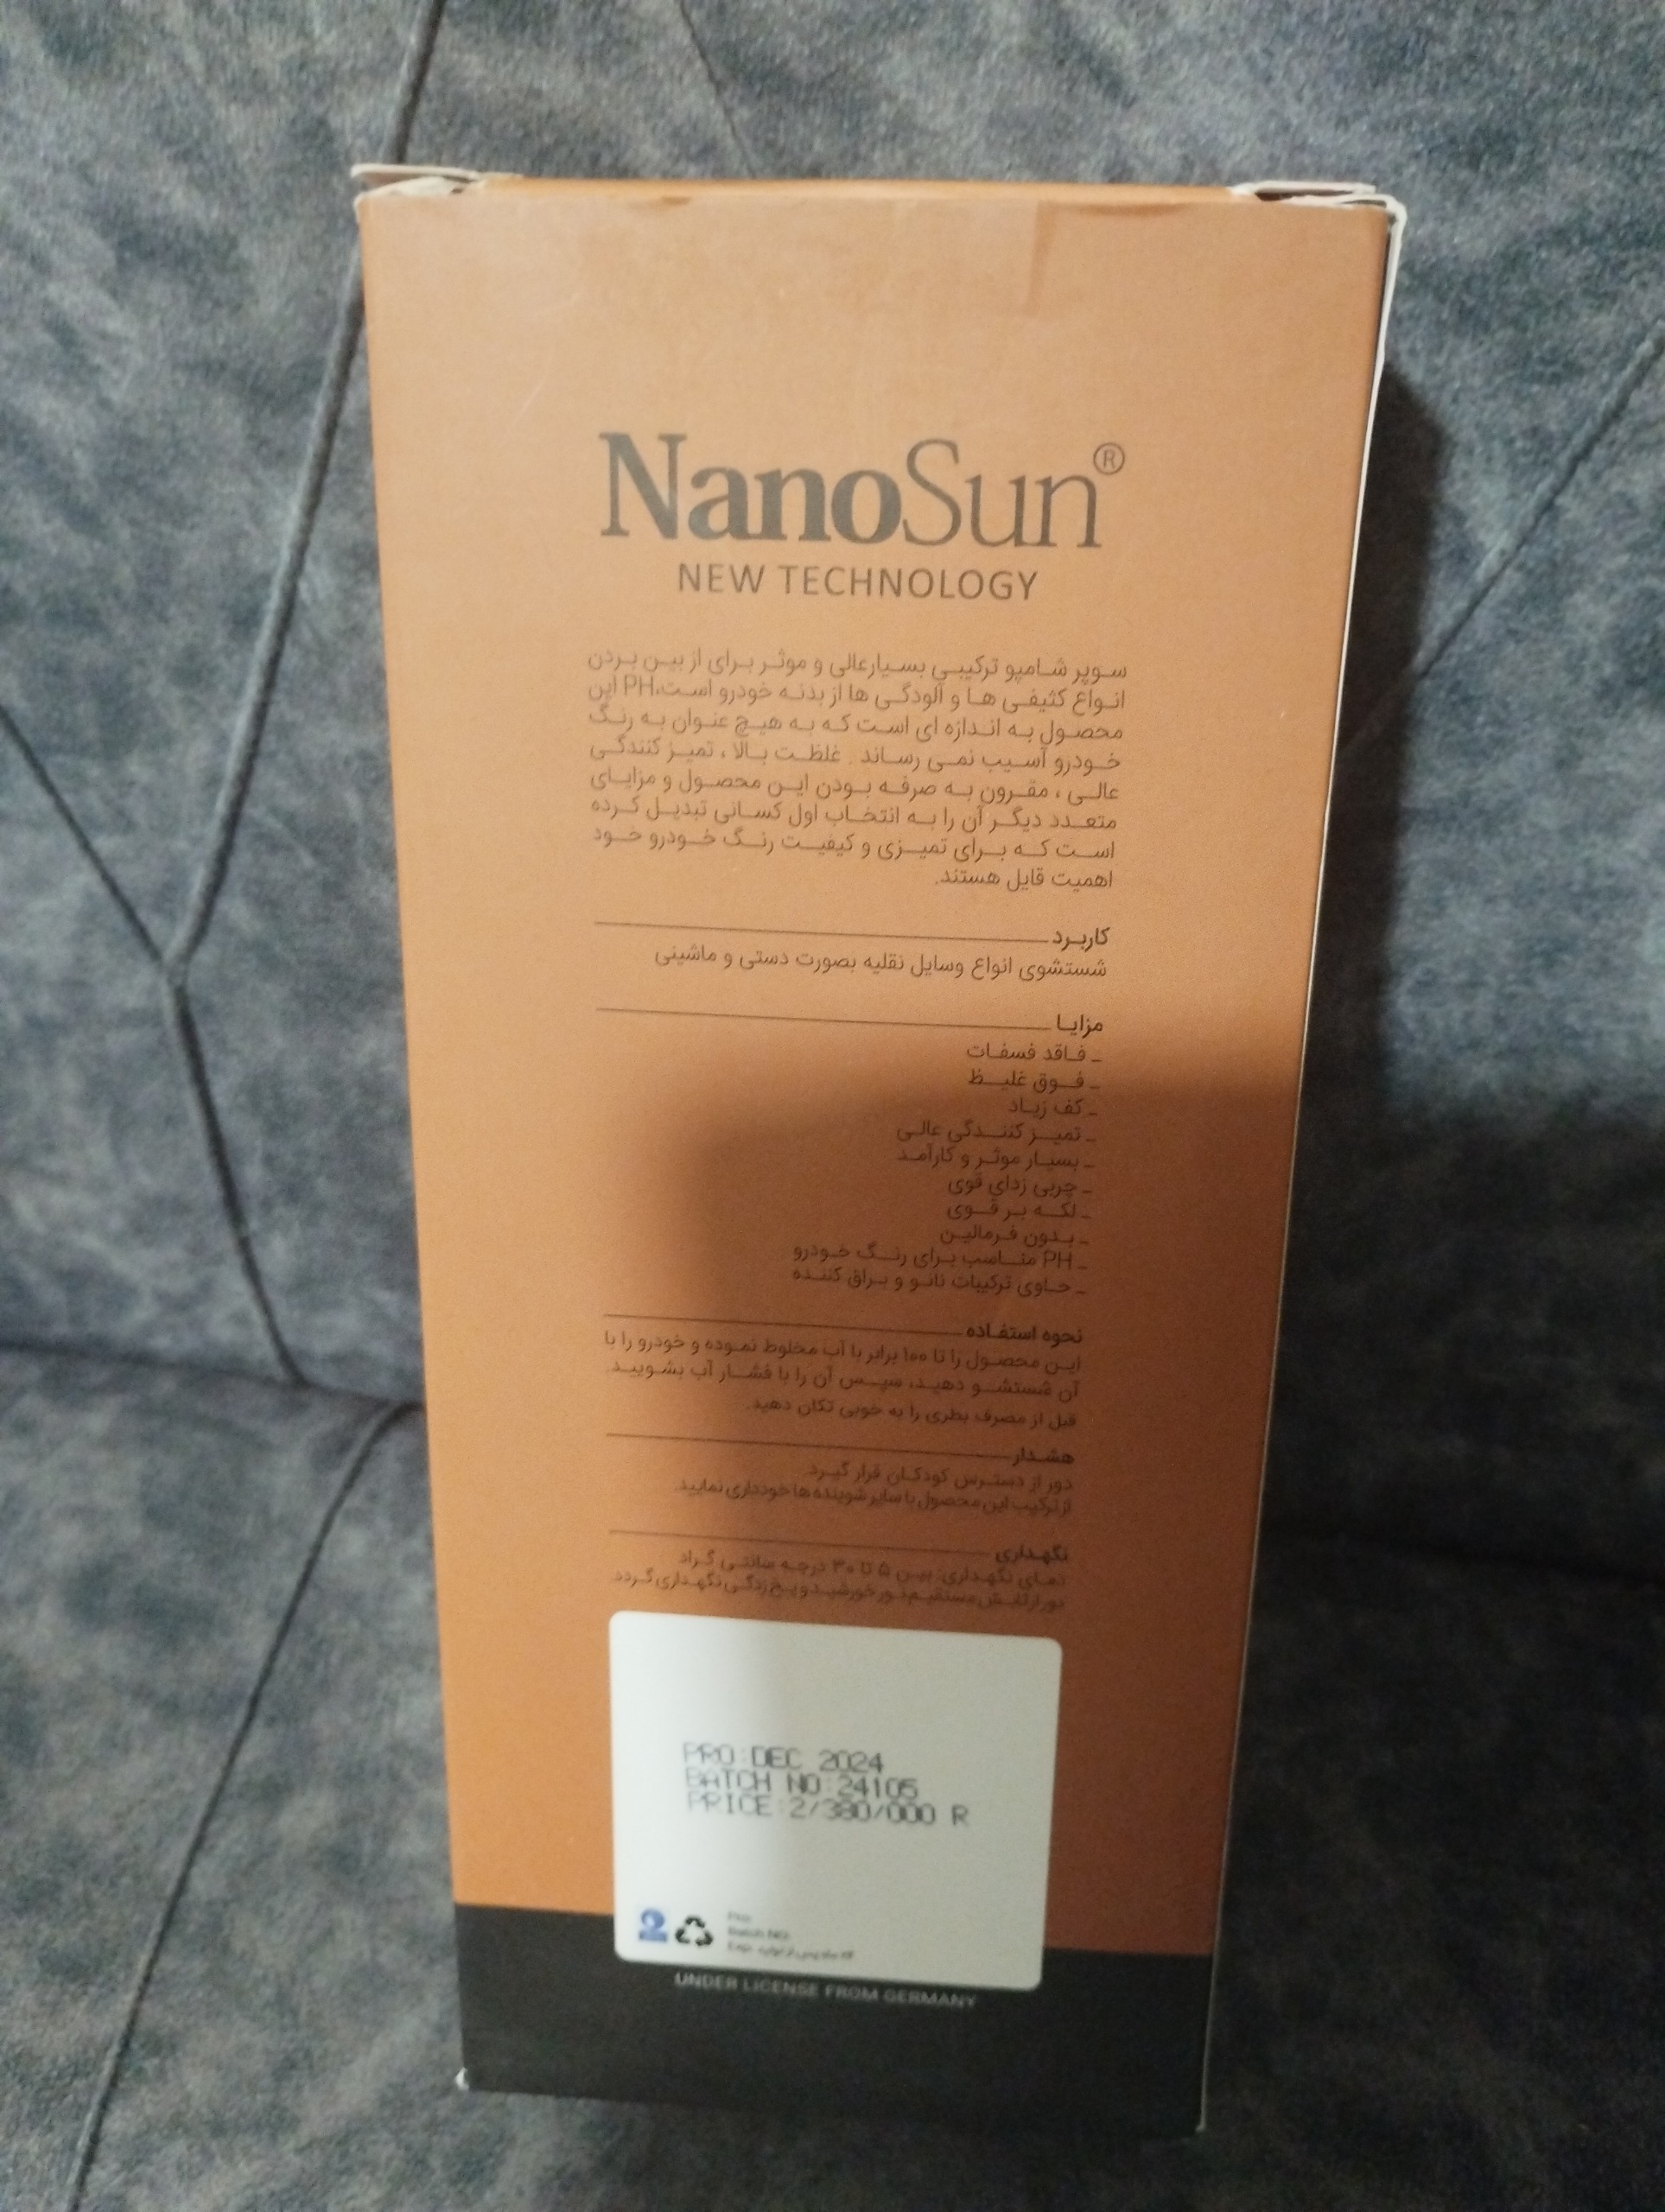 NanoSun®
NEW TECHNOLOGY
سوپر شامپو ترکیبی بسیارعالی و موثر برای از بین بردن
انواع کثیفی ها و آلودگی ها از بدنه خودرو است،PH این
محصول به اندازه ای است که به هیچ عنوان به رنگ
خودرو آسیب نمی رساند . غلظت بالا ، تمیز کنندگی
عالی ، مقرون به صرفه بودن این محصول و مزایای
متعدد دیگر آن را به انتخاب اول کسانی تبدیل کرده
است که برای تمیزی و کیفیت رنگ خودرو خود
اهمیت قایل هستند.
کاربرد
شستشوی انواع وسایل نقلیه بصورت دستی و ماشینی
مزایا
- فاقد فسفات
- فوق غلیظ
- کف زیاد
- تمیز کنندگی عالی
- بسیار موثر و کارآمد
- چربی زدای قوی
- لکه بر قوی
- بدون فرمالین
- PH مناسب برای رنگ خودرو
- حاوی ترکیبات نانو و براق کننده
نحوه استفاده
این محصول را تا ۱۰۰ برابر با آب مخلوط نموده و خودرو را با
آن شستشو دهید، سپس آن را با فشار آب بشویید.
قبل از مصرف بطری را به خوبی تکان دهید.
هشدار
دور از دسترس کودکان قرار گیرد.
از ترکیب این محصول با سایر شوینده ها خودداری نمایید.
نگهداری
دمای نگهداری: بین ۵ تا ۳۰ درجه سانتی گراد
دور از تابش مستقیم نور خورشید و یخ زدگی نگهداری گردد.
PRO:DEC 2024
BATCH NO:24105
PRICE:2/380/000 R
Pro:
Batch NO:
Exp: ۲۴ ماه پس از تولید
UNDER LICENSE FROM GERMANY